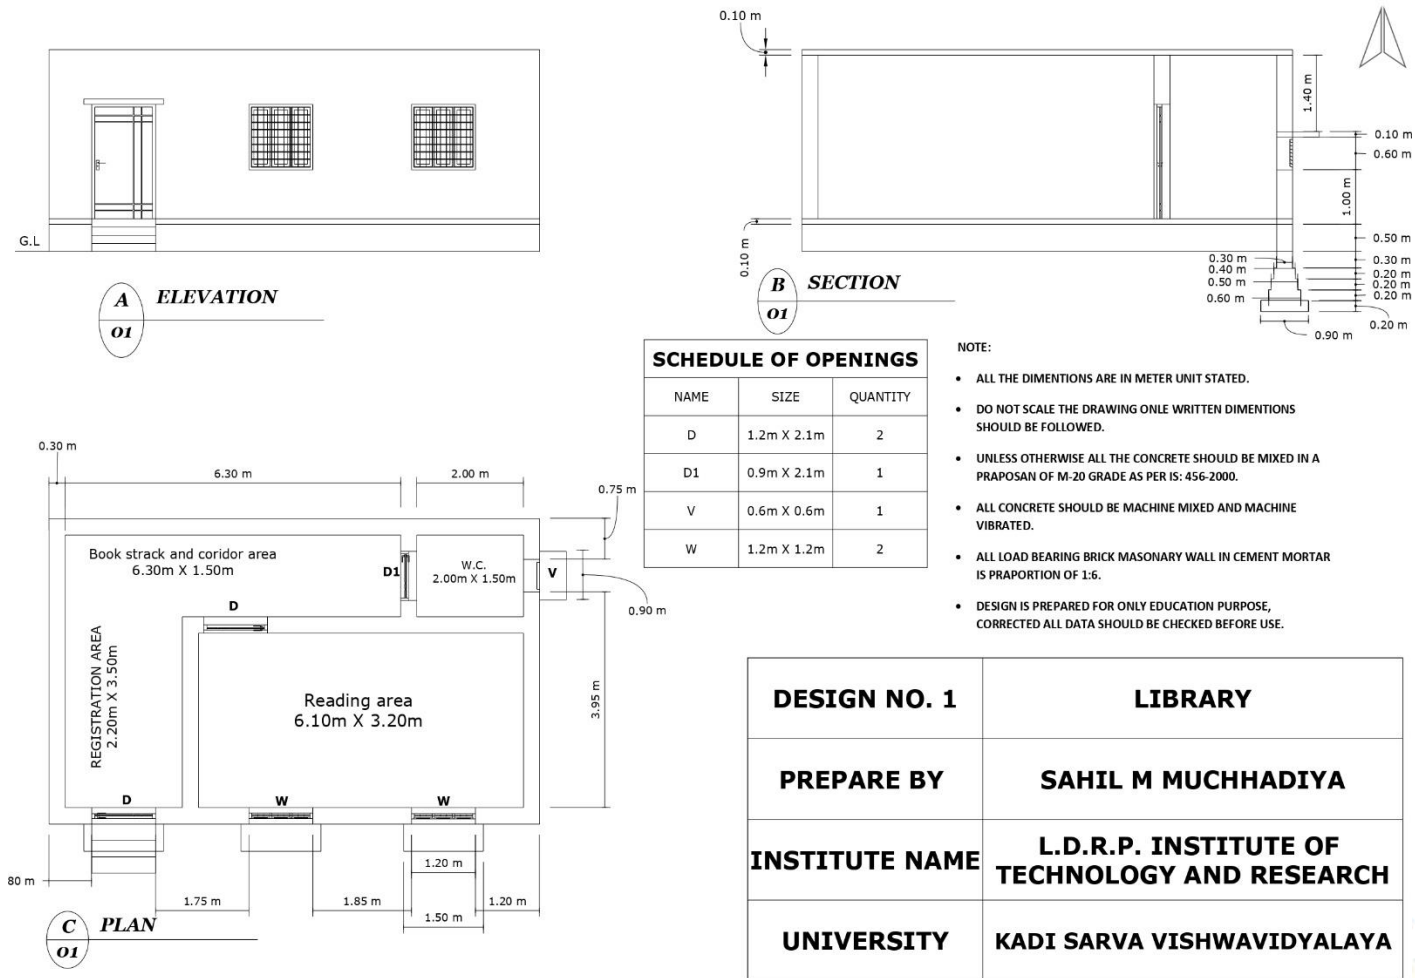 0.10 m
1.40 m
0.10 m
0.60 m
1.00 m
0.50 m
0.30 m
0.20 m
0.20 m
0.20 m
0.20 m
0.30 m
0.40 m
0.50 m
0.60 m
0.90 m
0.10 m
G.L
A
O1
ELEVATION
B
O1
SECTION
SCHEDULE OF OPENINGS
NAME SIZE QUANTITY
D 1.2m X 2.1m 2
D1 0.9m X 2.1m 1
V 0.6m X 0.6m 1
W 1.2m X 1.2m 2
NOTE:
• ALL THE DIMENTIONS ARE IN METER UNIT STATED.
• DO NOT SCALE THE DRAWING ONLE WRITTEN DIMENTIONS
SHOULD BE FOLLOWED.
• UNLESS OTHERWISE ALL THE CONCRETE SHOULD BE MIXED IN A
PRAPOSAN OF M-20 GRADE AS PER IS: 456-2000.
• ALL CONCRETE SHOULD BE MACHINE MIXED AND MACHINE
VIBRATED.
• ALL LOAD BEARING BRICK MASONARY WALL IN CEMENT MORTAR
IS PRAPORTION OF 1:6.
• DESIGN IS PREPARED FOR ONLY EDUCATION PURPOSE,
CORRECTED ALL DATA SHOULD BE CHECKED BEFORE USE.
0.30 m
6.30 m
2.00 m
0.75 m
Book strack and coridor area
6.30m X 1.50m
D1
W.C.
2.00m X 1.50m
V
0.90 m
D
REGISTRATION AREA
2.20m X 3.50m
Reading area
6.10m X 3.20m
3.95 m
D
W
W
80 m
1.75 m
1.85 m
1.20 m
1.50 m
1.20 m
C
O1
PLAN
DESIGN NO. 1 LIBRARY
PREPARE BY SAHIL M MUCHHADIYA
INSTITUTE NAME L.D.R.P. INSTITUTE OF
TECHNOLOGY AND RESEARCH
UNIVERSITY KADI SARVA VISHWAVIDYALAYA